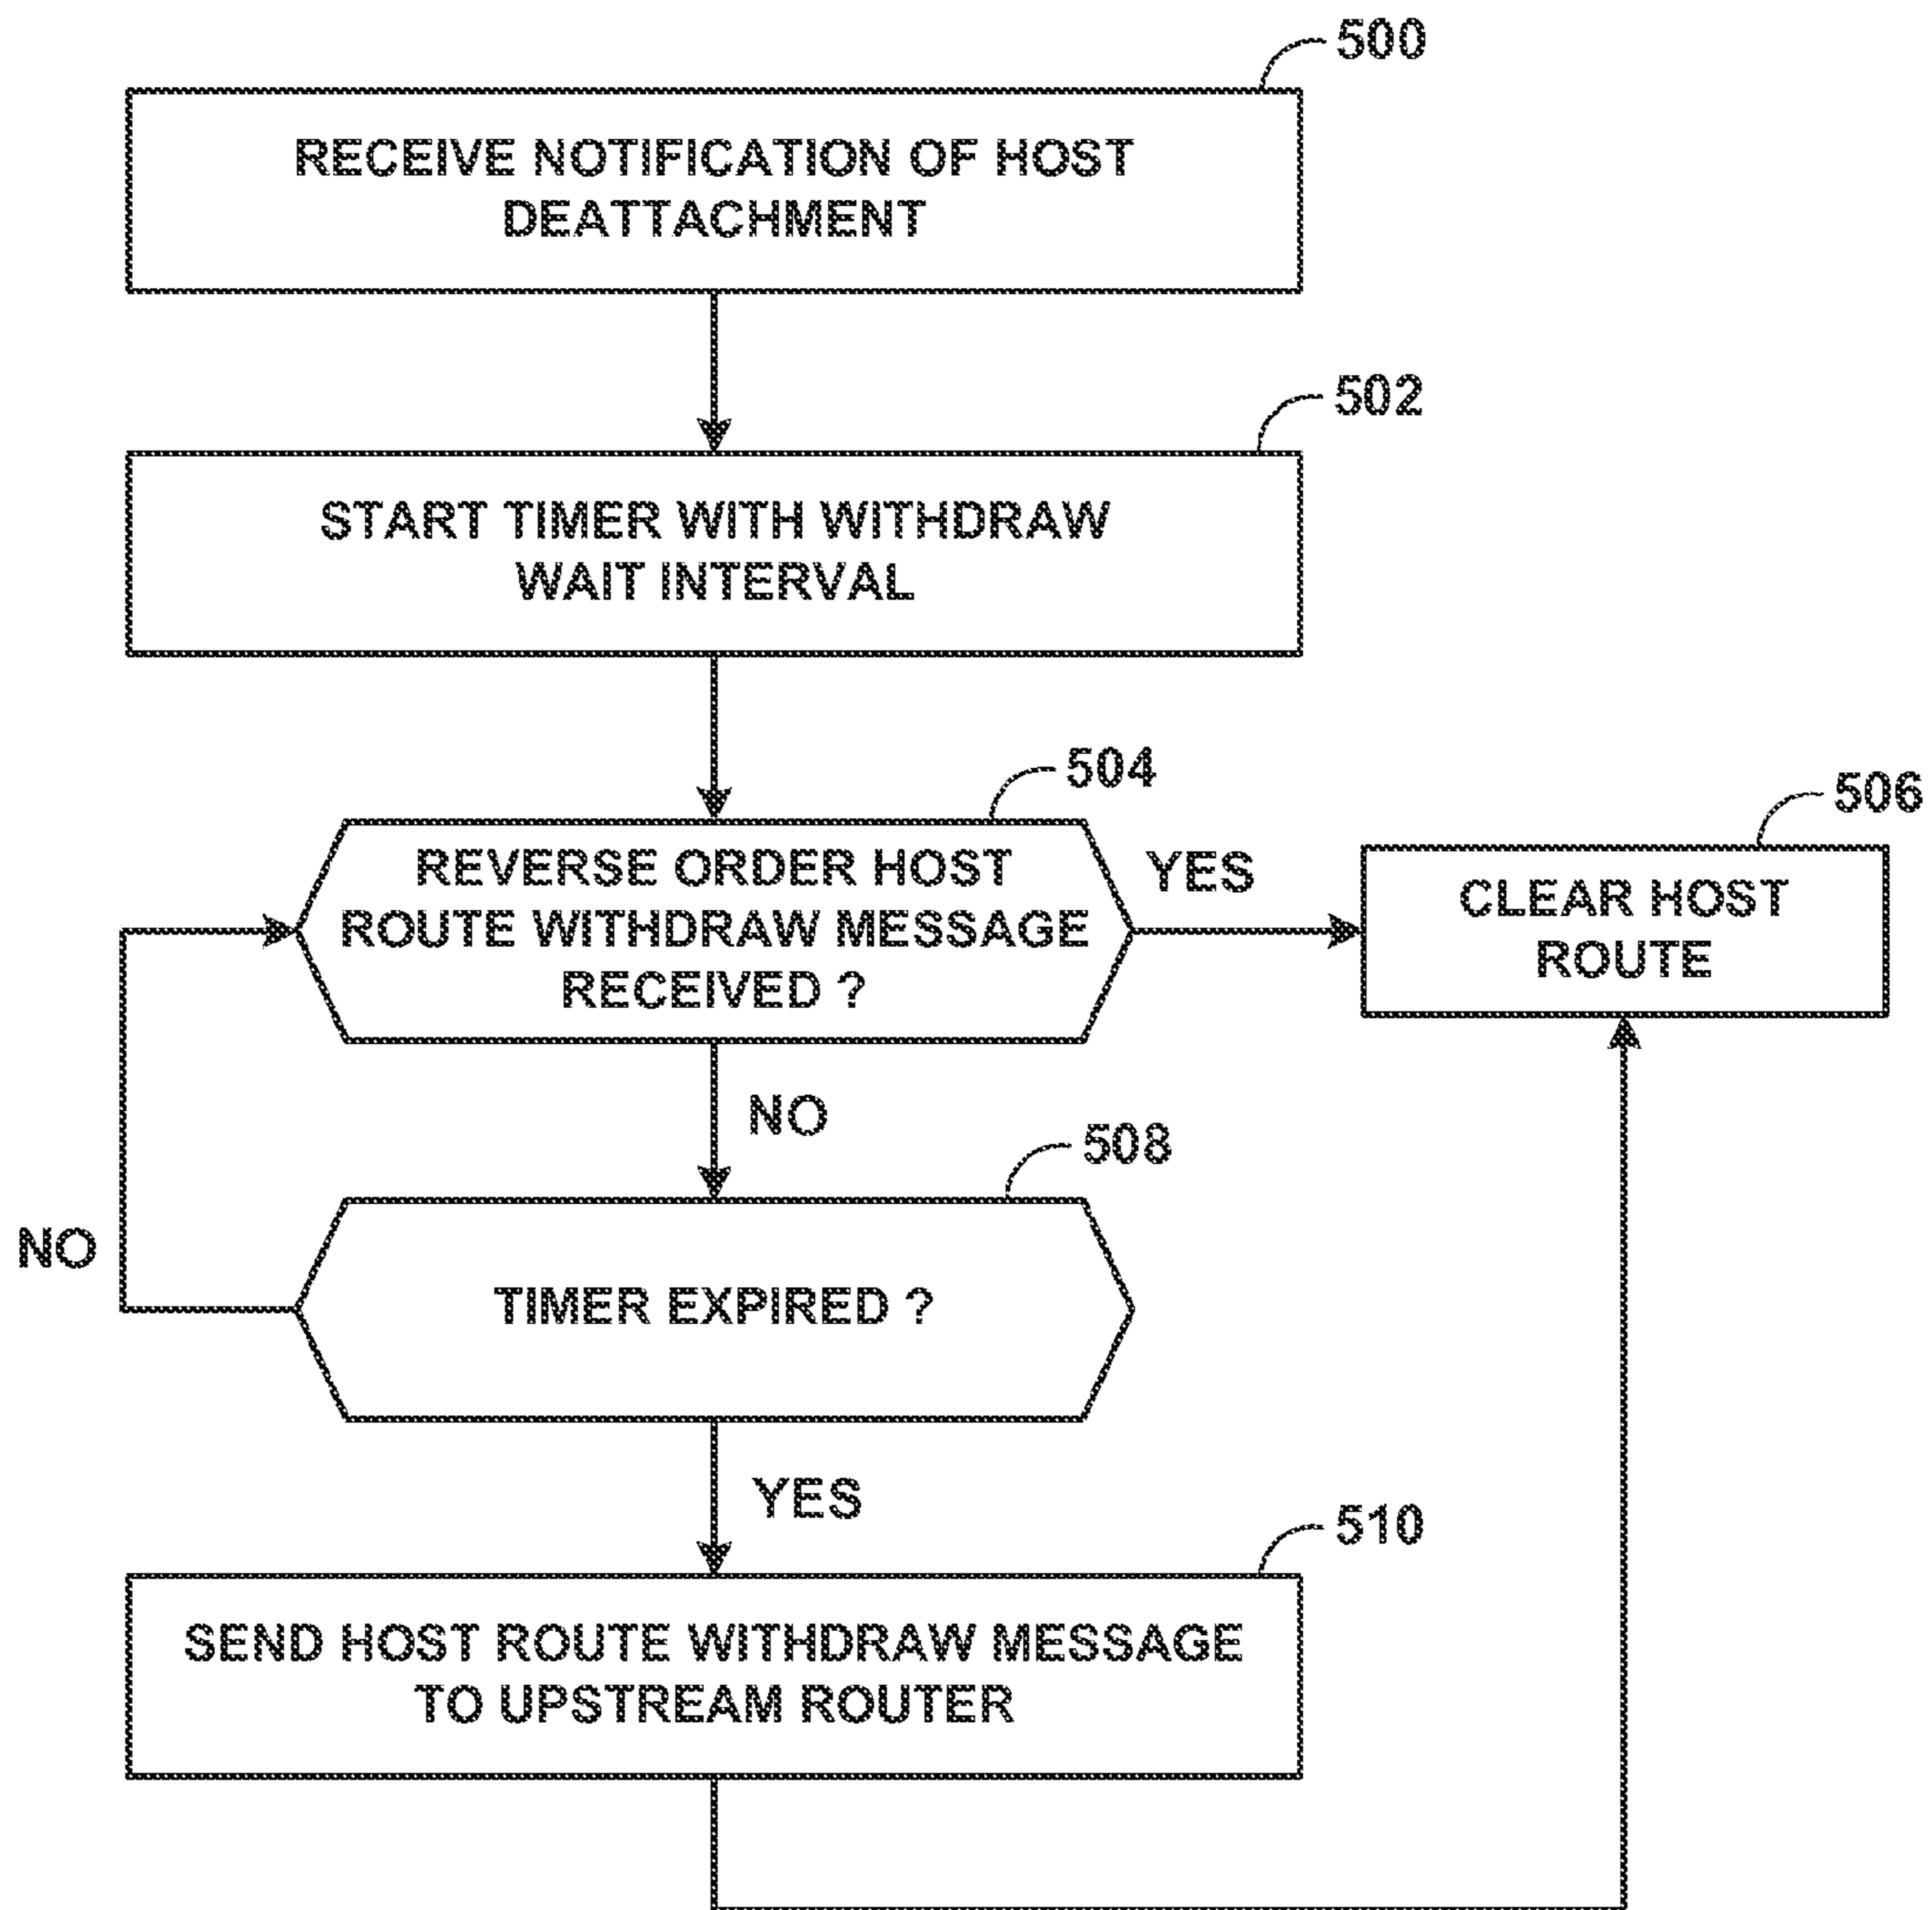 500
RECEIVE NOTIFICATION OF HOST
DEATTACHMENT
502
START TIMER WITH WITHDRAW
WAIT INTERVAL
504
REVERSE ORDER HOST
ROUTE WITHDRAW MESSAGE
RECEIVED ?
YES
506
CLEAR HOST
ROUTE
NO
508
TIMER EXPIRED ?
NO
YES
510
SEND HOST ROUTE WITHDRAW MESSAGE
TO UPSTREAM ROUTER